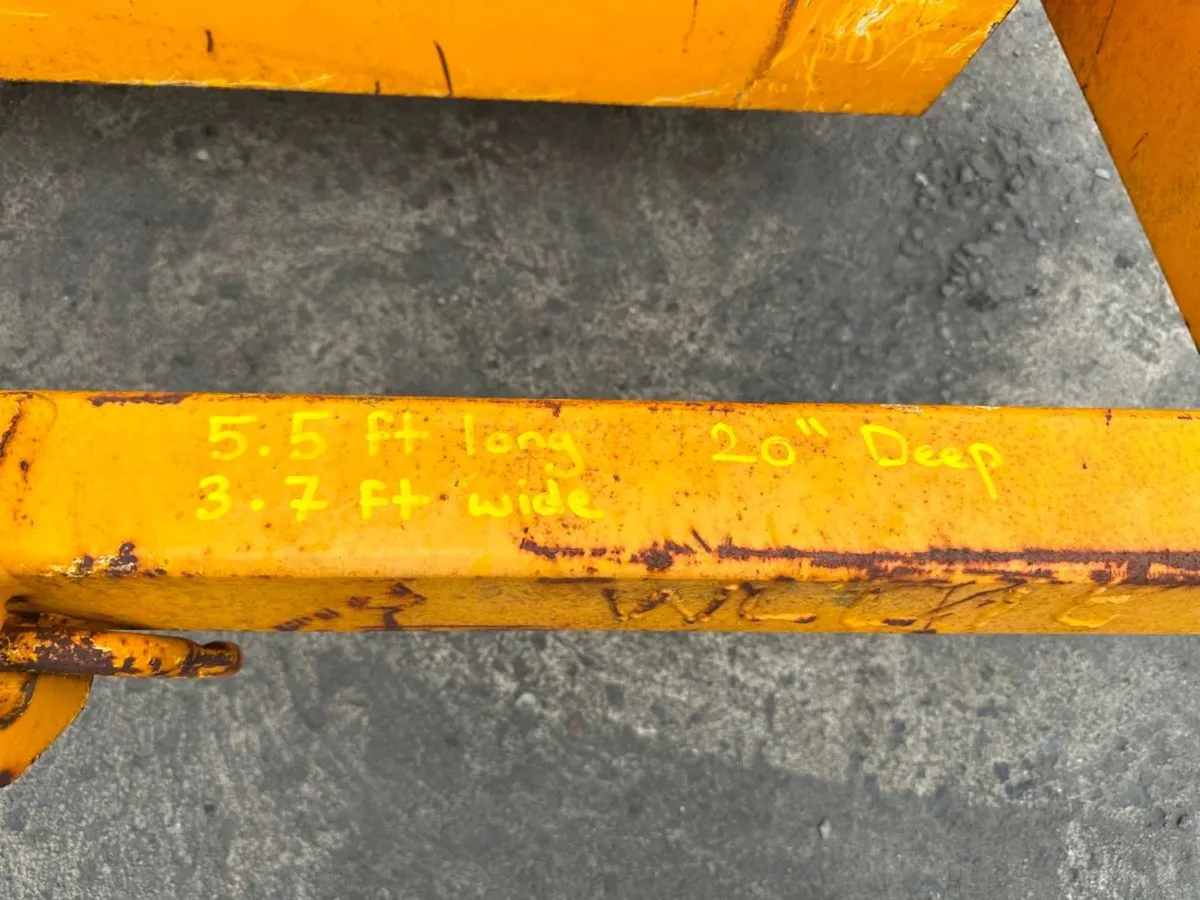 5.5 ft long 20" Deep
3.7 ft wide